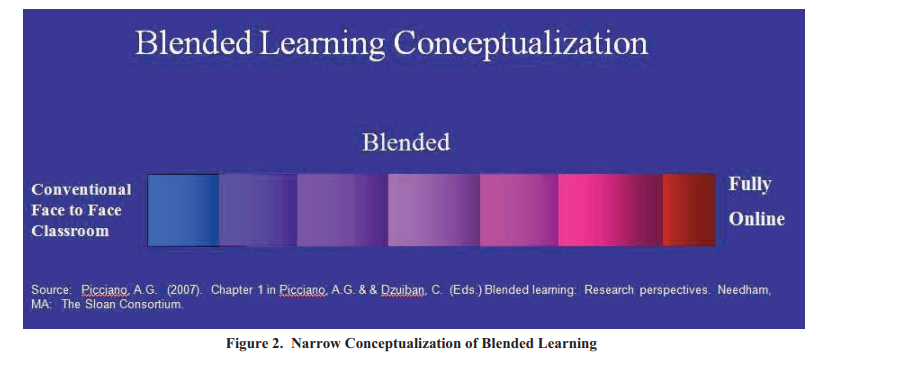 Blended Learning Conceptualization
Blended
Conventional
Face to Face
Classroom
Fully
Online
Source: Picciano, A.G. (2007). Chapter 1 in Picciano, A.G. & & Dzuiban, C. (Eds.) Blended learning: Research perspectives. Needham,
MA: The Sloan Consortium.
Figure 2. Narrow Conceptualization of Blended Learning